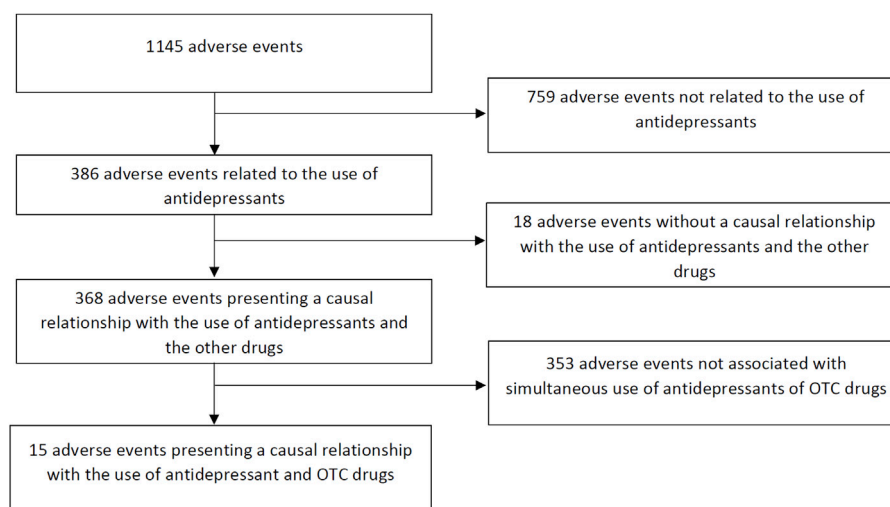 1145 adverse events
759 adverse events not related to the use of
antidepressants
386 adverse events related to the use of
antidepressants
18 adverse events without a causal relationship
with the use of antidepressants and the other
drugs
368 adverse events presenting a causal
relationship with the use of antidepressants and
the other drugs
353 adverse events not associated with
simultaneous use of antidepressants of OTC drugs
15 adverse events presenting a causal relationship
with the use of antidepressant and OTC drugs